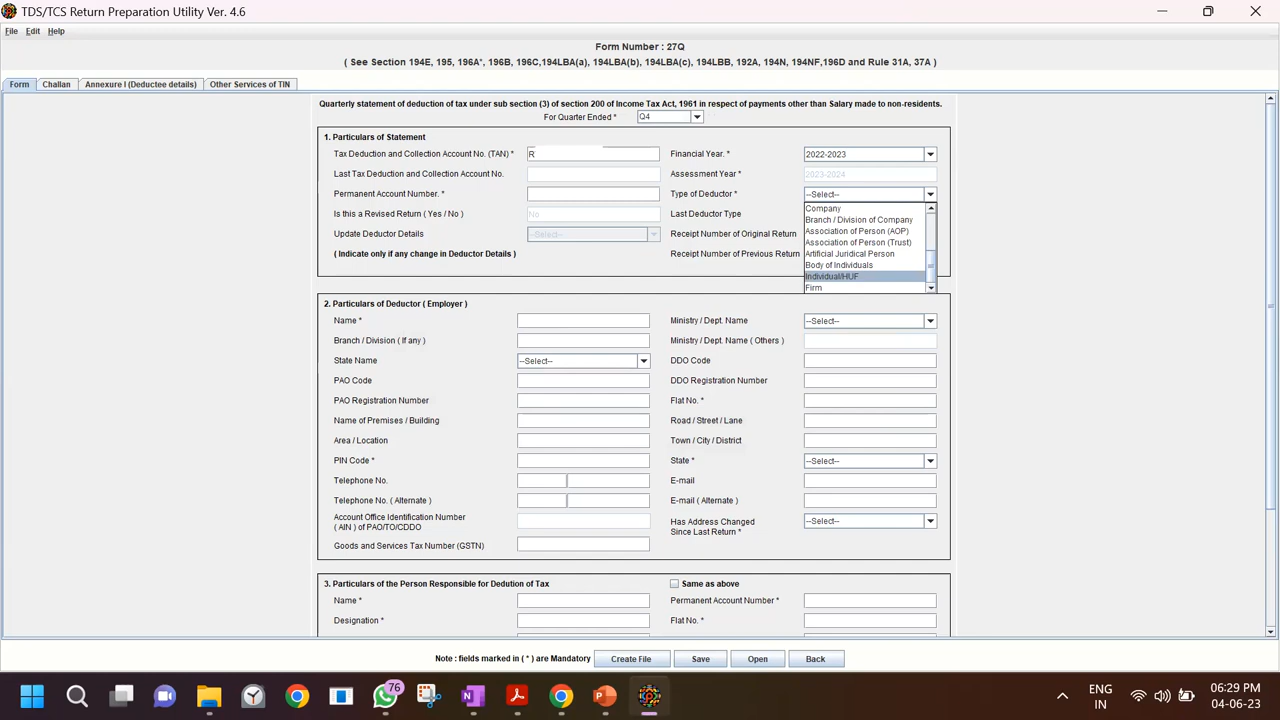 TDS/TCS Return Preparation Utility Ver. 4.6
File Edit Help
Form Number : 27Q
( See Section 194E, 195, 196A*, 196B, 196C,194LBA(a), 194LBA(b), 194LBA(c), 194LBB, 192A, 194N, 194NF,196D and Rule 31A, 37A )
Form Challan Annexure I (Deductee details) Other Services of TIN
Quarterly statement of deduction of tax under sub section (3) of section 200 of Income Tax Act, 1961 in respect of payments other than Salary made to non-residents.
For Quarter Ended * Q4
1. Particulars of Statement
Tax Deduction and Collection Account No. (TAN) * R Financial Year. * 2022-2023
Last Tax Deduction and Collection Account No. Assessment Year * 2023-2024
Permanent Account Number. * Type of Deductor * --Select--
Company
Is this a Revised Return ( Yes / No ) No Last Deductor Type
Branch / Division of Company
Association of Person (AOP)
Update Deductor Details --Select-- Receipt Number of Original Return
Association of Person (Trust)
( Indicate only if any change in Deductor Details ) Receipt Number of Previous Return
Artificial Juridical Person
Body of Individuals
Individual/HUF
Firm
2. Particulars of Deductor ( Employer )
Name * Ministry / Dept. Name --Select--
Branch / Division ( If any ) Ministry / Dept. Name ( Others )
State Name --Select-- DDO Code
PAO Code DDO Registration Number
PAO Registration Number Flat No. *
Name of Premises / Building Road / Street / Lane
Area / Location Town / City / District
PIN Code * State * --Select--
Telephone No. E-mail
Telephone No. ( Alternate ) E-mail ( Alternate )
Account Office Identification Number
( AIN ) of PAO/TO/CDDO
Has Address Changed --Select--
Since Last Return *
Goods and Services Tax Number (GSTN)
3. Particulars of the Person Responsible for Dedution of Tax Same as above
Name * Permanent Account Number *
Designation * Flat No. *
Note : fields marked in ( * ) are Mandatory Create File Save Open Back
76
ENG
IN
06:29 PM
04-06-23